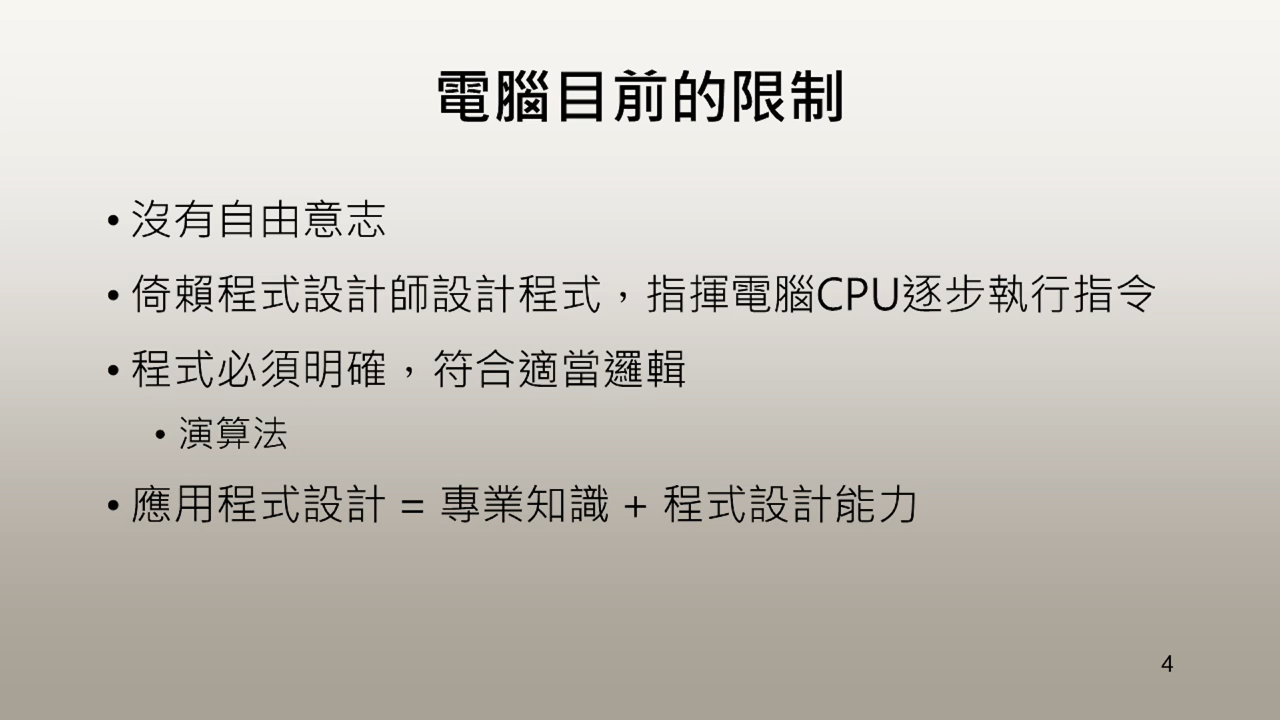 電腦目前的限制
• 沒有自由意志
• 倚賴程式設計師設計程式，指揮電腦CPU逐步執行指令
• 程式必須明確，符合適當邏輯
• 演算法
• 應用程式設計 = 專業知識 + 程式設計能力
4